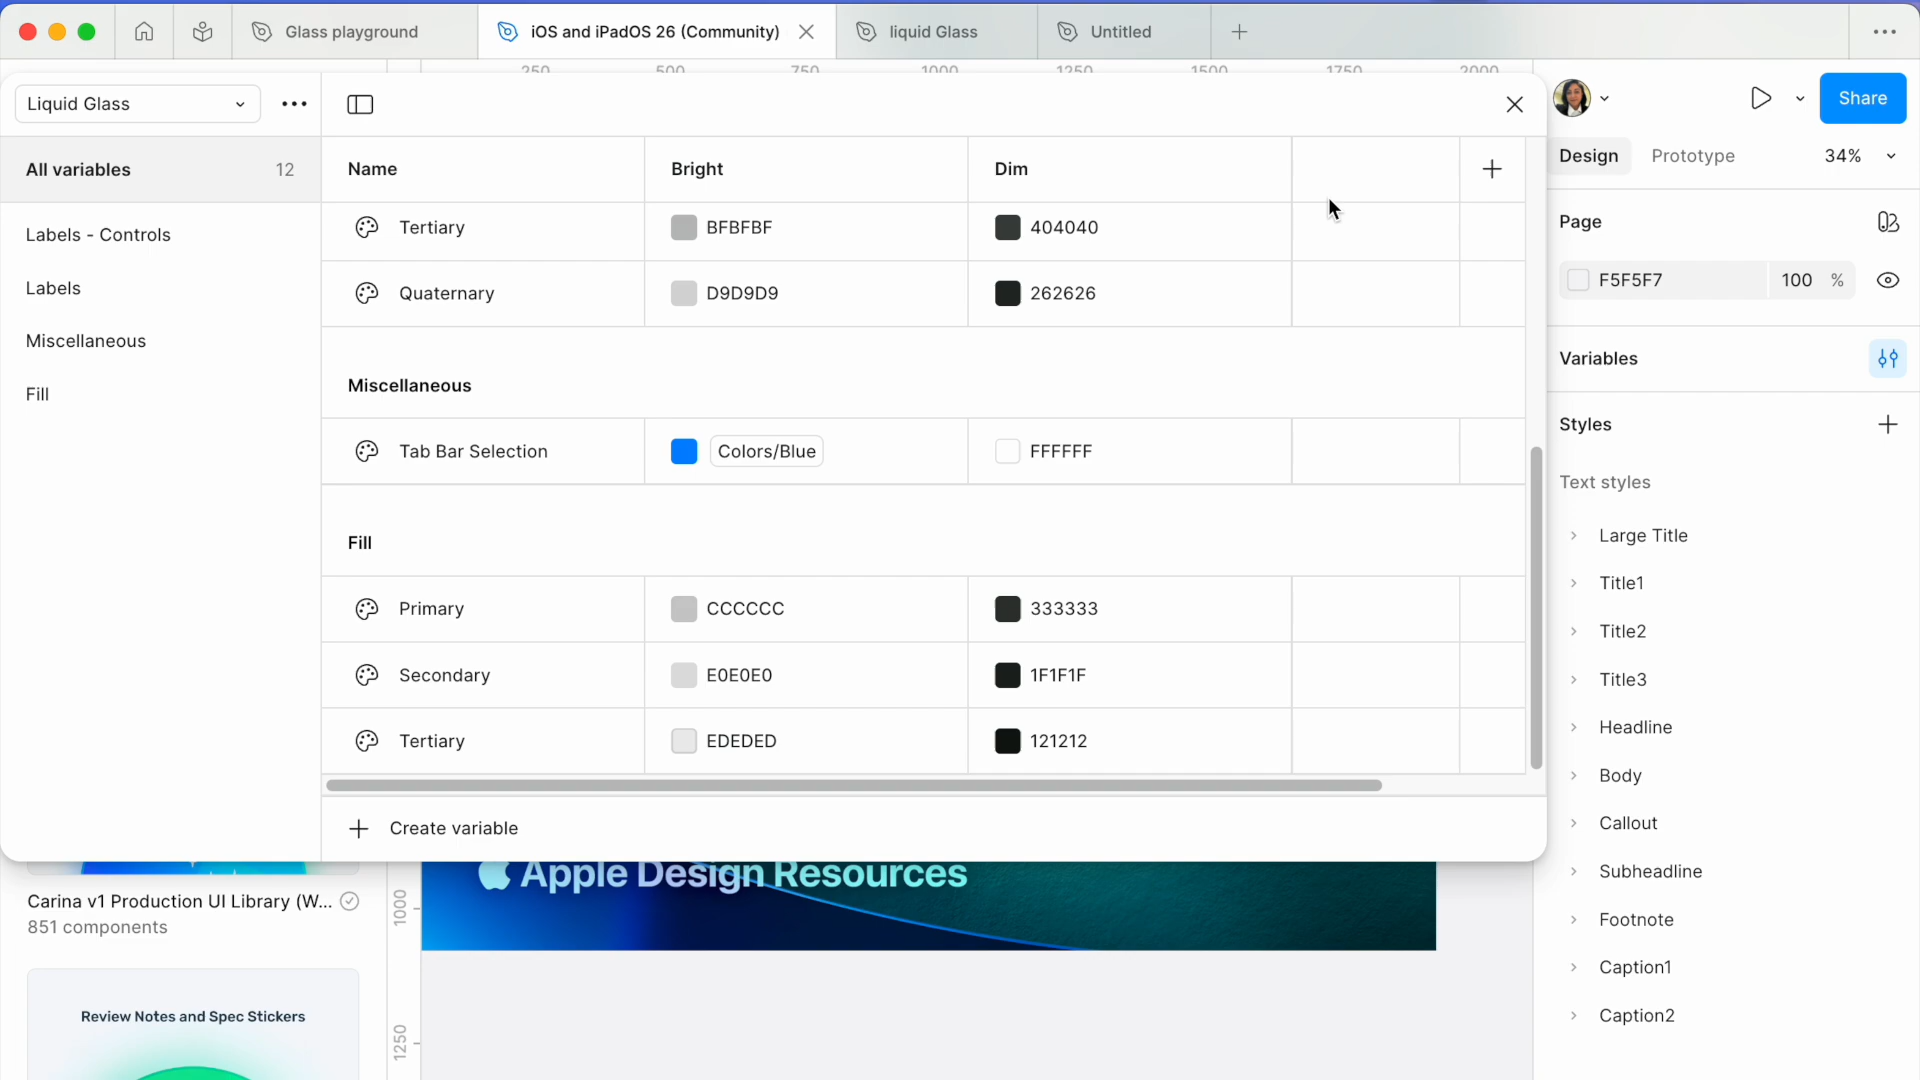 Glass playground
iOS and iPadOS 26 (Community)
liquid Glass
Untitled
250 500 750 1000 1250 1500 1750 2000
Liquid Glass
Share
All variables 12
Labels - Controls
Labels
Miscellaneous
Fill
Name Bright Dim
Tertiary BFBFBF 404040
Quaternary D9D9D9 262626
Miscellaneous
Tab Bar Selection Colors/Blue FFFFFF
Fill
Primary CCCCCC 333333
Secondary E0E0E0 1F1F1F
Tertiary EDEDED 121212
Create variable
Design Prototype 34%
Page
F5F5F7 100 %
Variables
Styles
Text styles
Large Title
Title1
Title2
Title3
Headline
Body
Callout
Subheadline
Footnote
Caption1
Caption2
Carina v1 Production UI Library (W...
851 components
Review Notes and Spec Stickers
1000
1250
Apple Design Resources